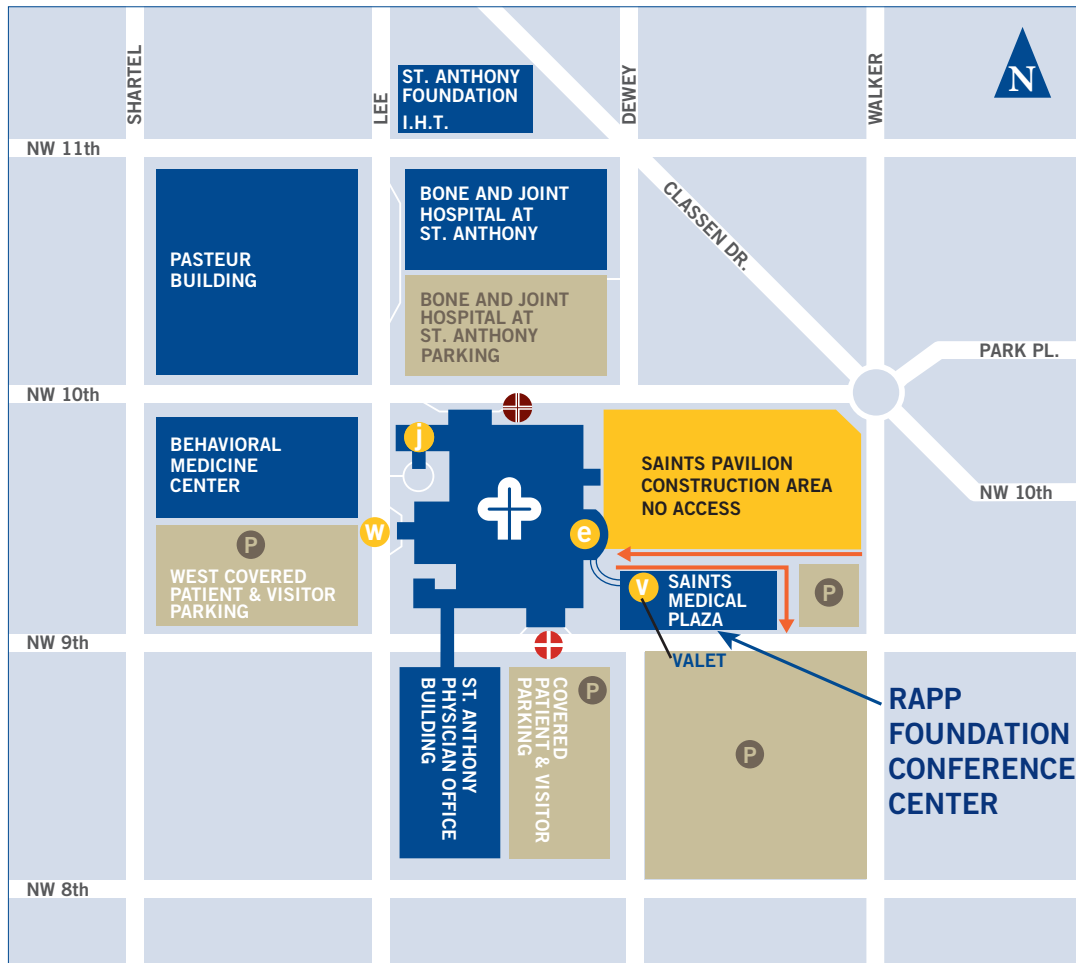 SHARTEL
LEE
ST. ANTHONY
FOUNDATION
I.H.T.
DEWEY
WALKER
N
NW 11th
PASTEUR
BUILDING
BONE AND JOINT
HOSPITAL AT
ST. ANTHONY
CLASSEN DR.
BONE AND JOINT
HOSPITAL AT
ST. ANTHONY
PARKING
PARK PL.
NW 10th
BEHAVIORAL
MEDICINE
CENTER
j
SAINTS PAVILION
CONSTRUCTION AREA
NO ACCESS
NW 10th
w
e
P
WEST COVERED
PATIENT & VISITOR
PARKING
v
SAINTS
MEDICAL
PLAZA
P
NW 9th
VALET
ST. ANTHONY
PHYSICIAN OFFICE
BUILDING
COVERED
PATIENT & VISITOR
PARKING
P
P
RAPP
FOUNDATION
CONFERENCE
CENTER
NW 8th